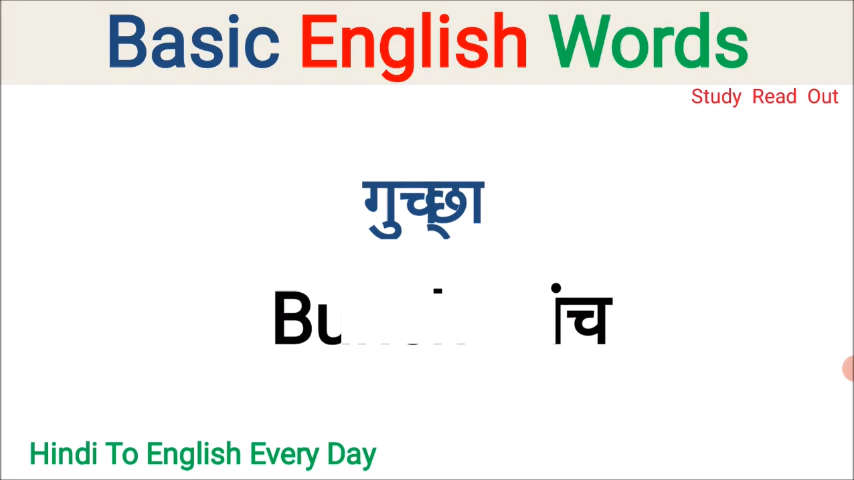 Basic English Words
Study Read Out
गुच्छा
Hindi To English Every Day